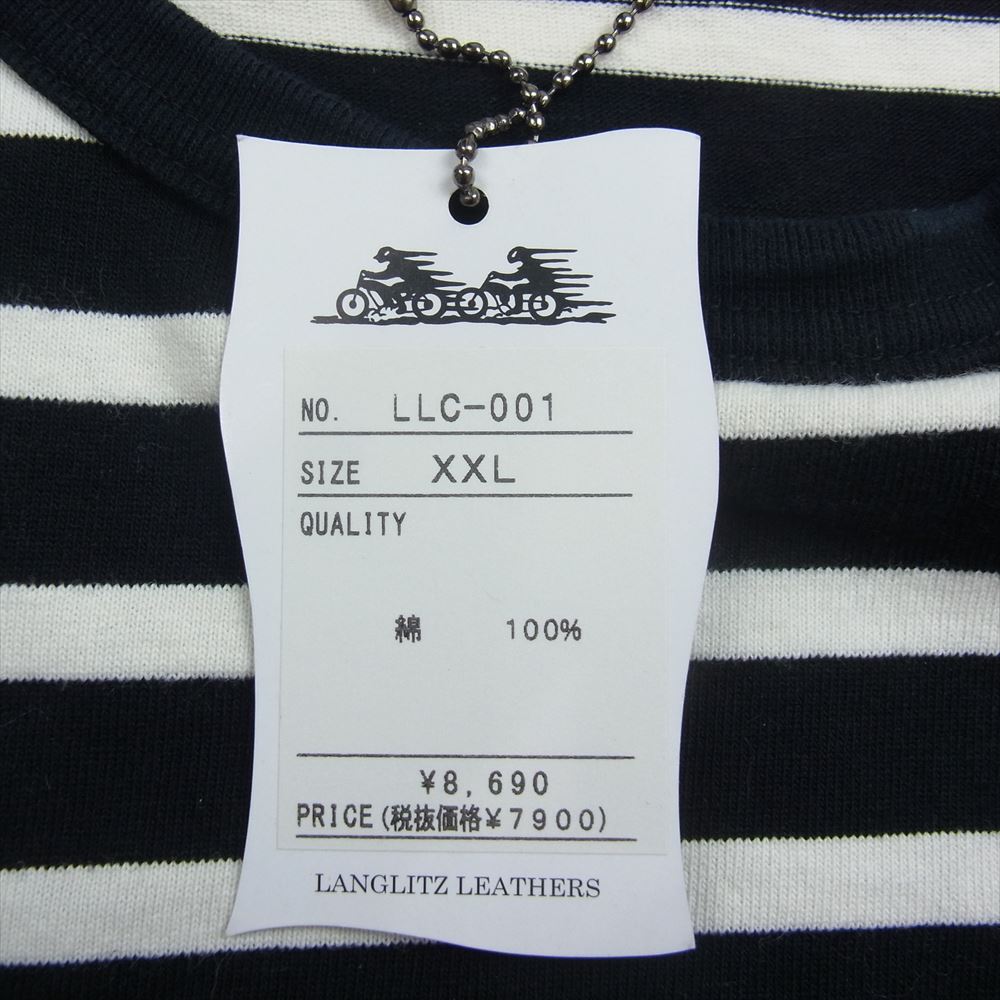 NO. LLC-001
SIZE XXL
QUALITY
綿 100%
¥8,690
PRICE(税抜価格¥7900)
LANGLITZ LEATHERS